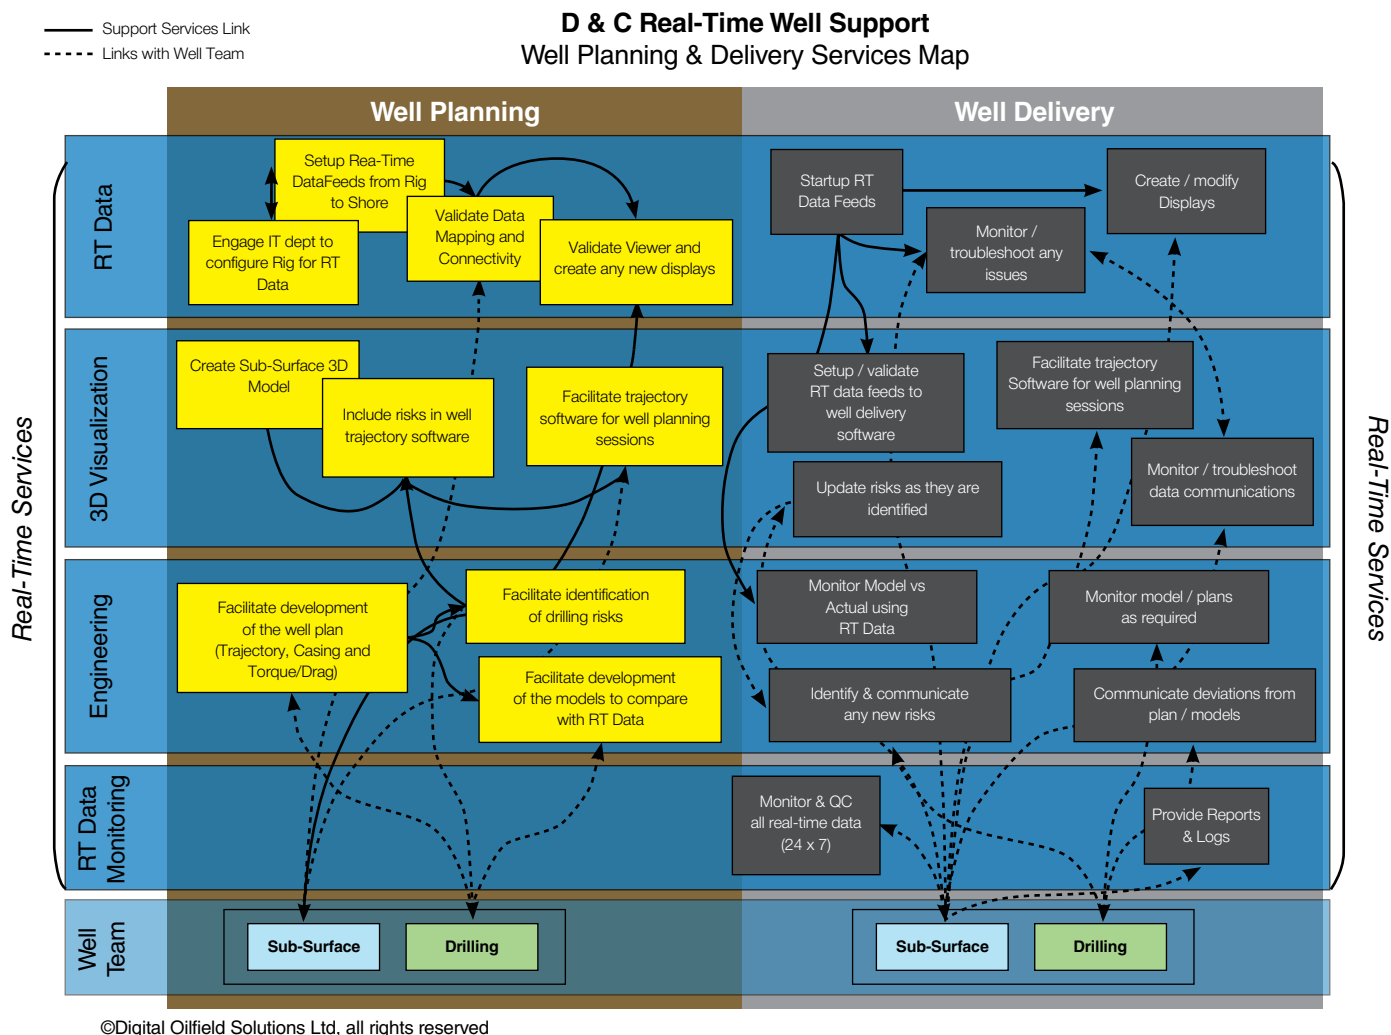 D & C Real-Time Well Support
Well Planning & Delivery Services Map
Support Services Link
Links with Well Team
Well Planning
Well Delivery
Real-Time Services
Real-Time Services
RT Data
Setup Rea-Time
DataFeeds from Rig
to Shore
Engage IT dept to
configure Rig for RT
Data
Validate Data
Mapping and
Connectivity
Validate Viewer and
create any new displays
Startup RT
Data Feeds
Monitor /
troubleshoot any
issues
Create / modify
Displays
3D Visualization
Create Sub-Surface 3D
Model
Include risks in well
trajectory software
Facilitate trajectory
software for well planning
sessions
Setup / validate
RT data feeds to
well delivery
software
Update risks as they are
identified
Facilitate trajectory
Software for well planning
sessions
Monitor / troubleshoot
data communications
Engineering
Facilitate development
of the well plan
(Trajectory, Casing and
Torque/Drag)
Facilitate identification
of drilling risks
Facilitate development
of the models to compare
with RT Data
Monitor Model vs
Actual using
RT Data
Identify & communicate
any new risks
Monitor model / plans
as required
Communicate deviations from
plan / models
RT Data
Monitoring
Monitor & QC
all real-time data
(24 x 7)
Provide Reports
& Logs
Well
Team
Sub-Surface
Drilling
Sub-Surface
Drilling
©Digital Oilfield Solutions Ltd, all rights reserved